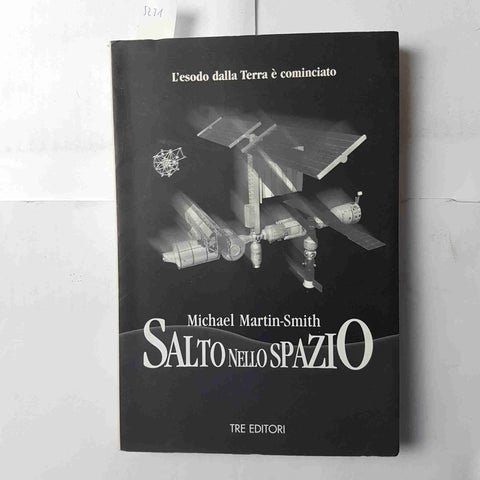 L'esodo dalla Terra è cominciato
Michael Martin-Smith
SALTO NELLO SPAZIO
TRE EDITORI